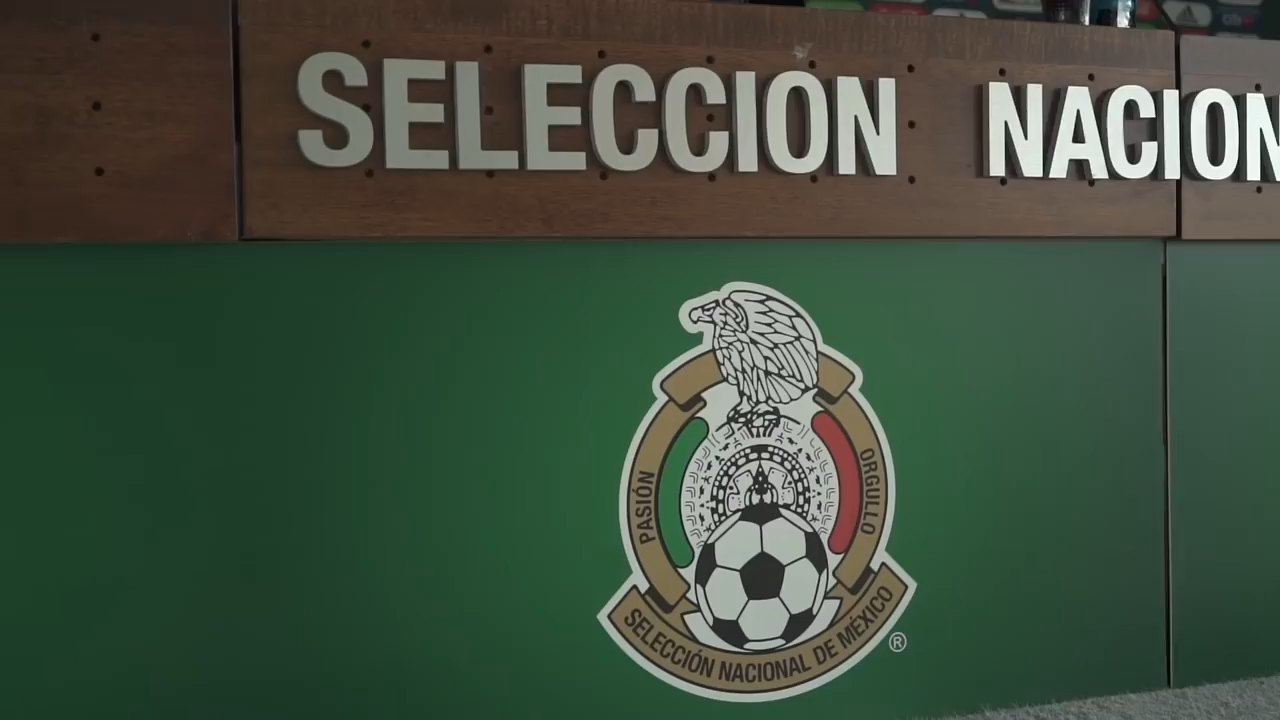 SELECCION NACION
PASIÓN
ORGULLO
SELECCIÓN NACIONAL DE MÉXICO
®